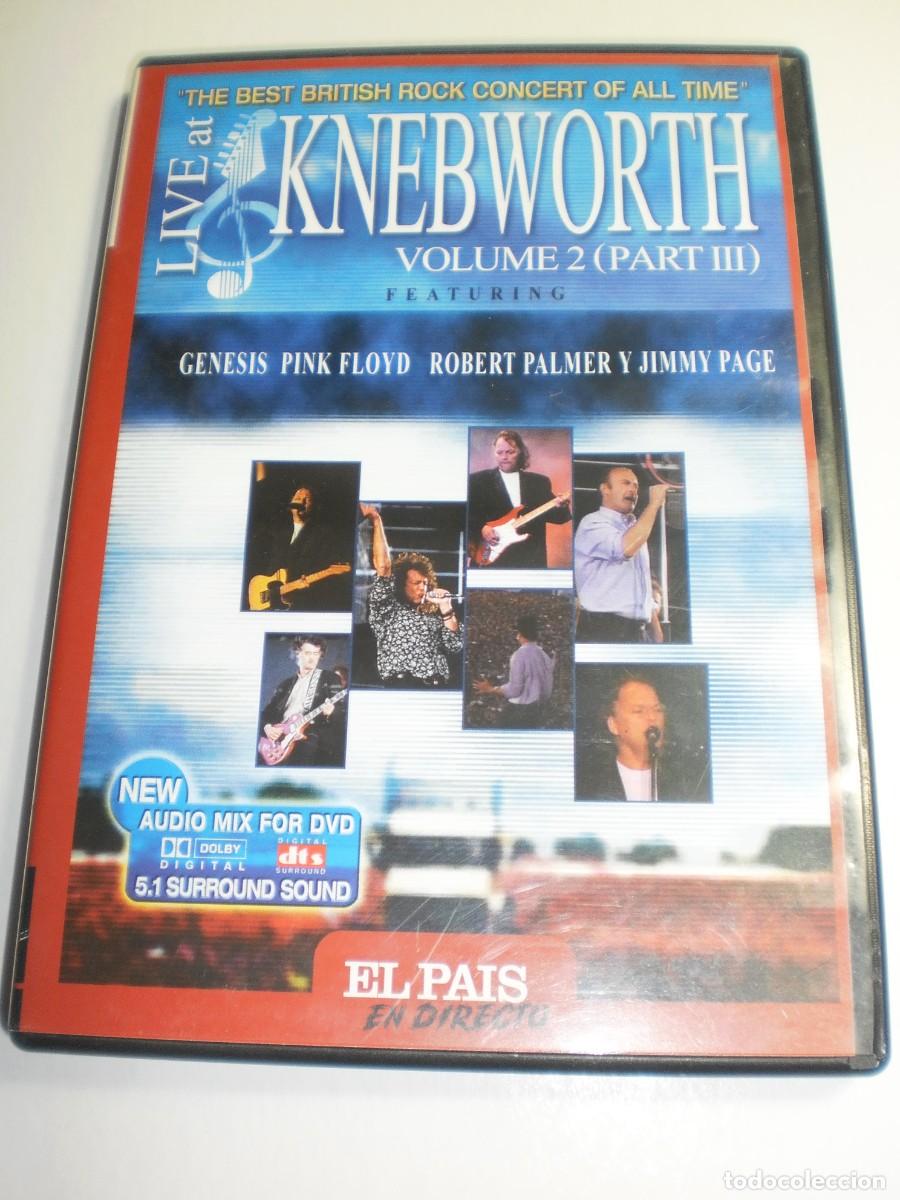 "THE BEST BRITISH ROCK CONCERT OF ALL TIME"
LIVE at
KNEBWORTH
VOLUME 2 (PART III)
FEATURING
GENESIS PINK FLOYD ROBERT PALMER Y JIMMY PAGE
NEW
AUDIO MIX FOR DVD
DOLBY
DIGITAL
DIGITAL
dts
SURROUND
5.1 SURROUND SOUND
EL PAIS
EN DIRECTO
todocoleccion